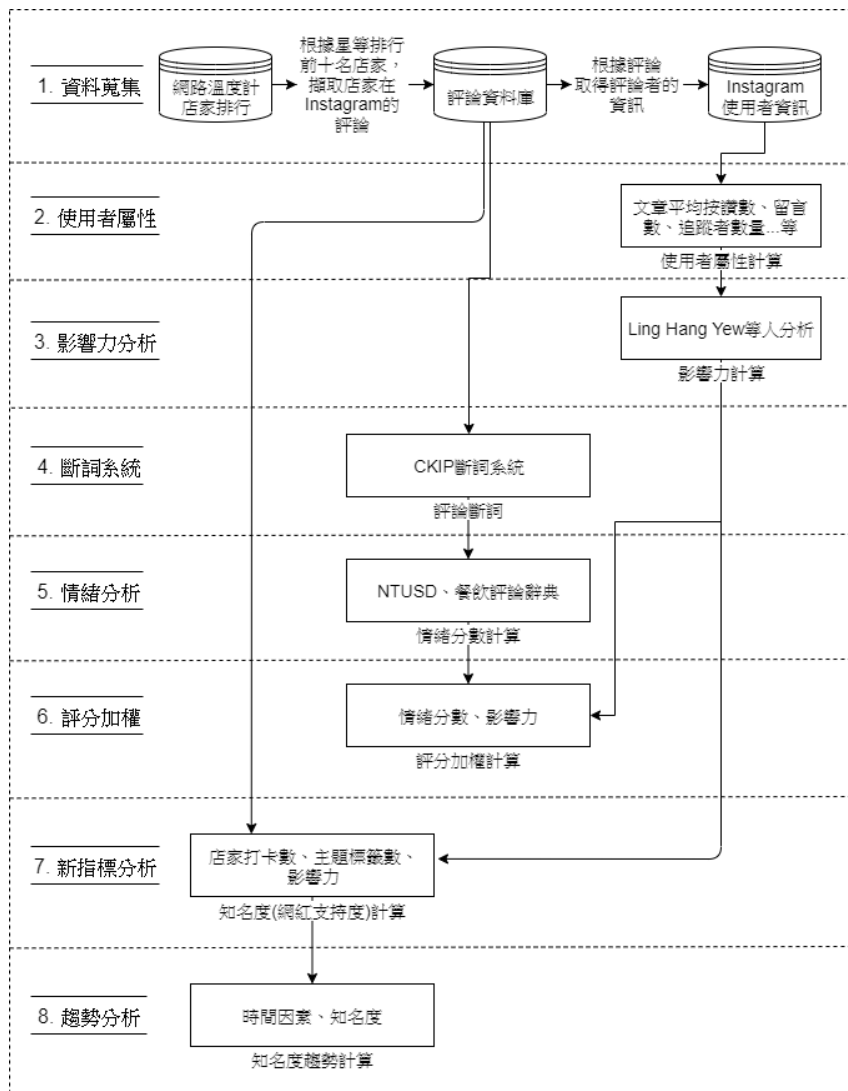 1. 資料蒐集
網路溫度計
店家排行
根據星等排行
前十名店家，
擷取店家在
Instagram的
評論
評論資料庫
根據評論
取得評論者的
資訊
Instagram
使用者資訊
2. 使用者屬性
文章平均按讚數、留言
數、追蹤者數量...等
使用者屬性計算
3. 影響力分析
Ling Hang Yew等人分析
影響力計算
4. 斷詞系統
CKIP斷詞系統
評論斷詞
5. 情緒分析
NTUSD、餐飲評論辭典
情緒分數計算
6. 評分加權
情緒分數、影響力
評分加權計算
7. 新指標分析
店家打卡數、主題標籤數、
影響力
知名度(網紅支持度)計算
8. 趨勢分析
時間因素、知名度
知名度趨勢計算